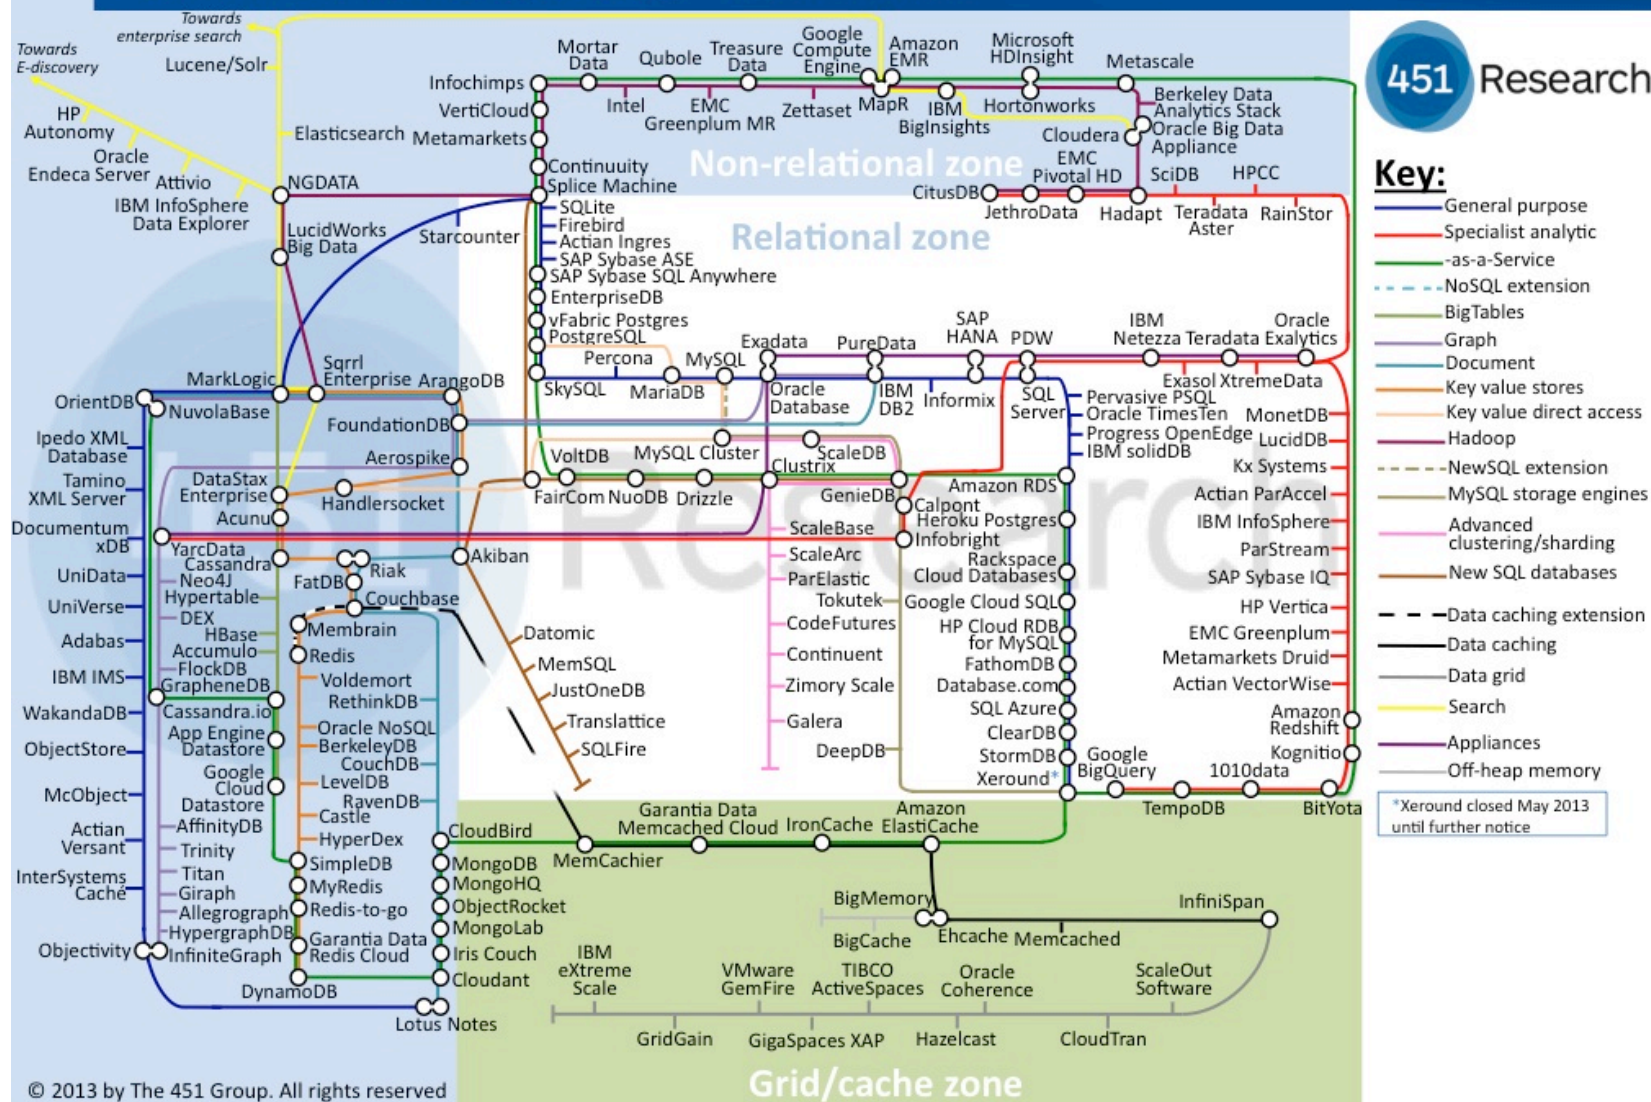 Towards
enterprise search
Towards
E-discovery
Lucene/Solr
HP
Autonomy
Elasticsearch
Oracle
Endeca Server
Attivio
IBM InfoSphere
Data Explorer
NGDATA
LucidWorks
Big Data
Starcounter
Infochimps
Mortar
Data
Qubole
Treasure
Data
Google
Compute
Engine
Amazon
EMR
Microsoft
HDInsight
Metascale
VertiCloud
Intel
EMC
Greenplum MR
Zettaset
MapR
IBM
BigInsights
Hortonworks
Berkeley Data
Analytics Stack
Metamarkets
Cloudera
Oracle Big Data
Appliance
Continuuity
Non-relational zone
EMC
Pivotal HD
SciDB
HPCC
Splice Machine
CitusDB
JethroData
Hadapt
Teradata
Aster
RainStor
SQLite
Firebird
Actian Ingres
SAP Sybase ASE
SAP Sybase SQL Anywhere
EnterpriseDB
vFabric Postgres
PostgreSQL
Relational zone
Percona
MySQL
Exadata
PureData
SAP
HANA
PDW
IBM
Netezza
Teradata
Oracle
Exalytics
SkySQL
MariaDB
Oracle
Database
IBM
DB2
Informix
SQL
Server
Exasol
XtremeData
MarkLogic
Sqrrl
Enterprise
ArangoDB
OrientDB
NuvolaBase
FoundationDB
Ipedo XML
Database
Aerospike
Tamino
XML Server
DataStax
Enterprise
Handlersocket
Acunu
Documentum
xDB
YarcData
Cassandra
Riak
Akiban
UniData
Neo4J
FatDB
Hypertable
Couchbase
UniVerse
DEX
Membrain
HBase
Adabas
Accumulo
Redis
IBM IMS
FlockDB
Voldemort
GrapheneDB
RethinkDB
WakandaDB
Cassandra.io
App Engine
Datastore
Oracle NoSQL
BerkeleyDB
ObjectStore
CouchDB
Google
Cloud
Datastore
LevelDB
McObject
RavenDB
Castle
AffinityDB
Actian
Versant
HyperDex
CloudBird
Trinity
SimpleDB
MongoDB
InterSystems
Caché
Titan
MyRedis
MongoHQ
Giraph
Redis-to-go
ObjectRocket
Allegrograph
MongoLab
HypergraphDB
Garantia Data
Redis Cloud
Iris Couch
Objectivity
InfiniteGraph
Cloudant
DynamoDB
Lotus Notes
VoltDB
MySQL Cluster
ScaleDB
Clustrix
FairCom
NuoDB
Drizzle
GenieDB
Amazon RDS
Calpont
Heroku Postgres
Infobright
ScaleBase
ScaleArc
Rackspace
Cloud Databases
ParElastic
Tokutek
Google Cloud SQL
CodeFutures
HP Cloud RDB
for MySQL
Continent
FathomDB
Zimory Scale
Database.com
Galera
SQL Azure
DeepDB
ClearDB
StormDB
Xeround*
Datomic
MemSQL
JustOneDB
Translattice
SQLFire
Pervasive PSQL
Oracle TimesTen
Progress OpenEdge
IBM solidDB
MonetDB
LucidDB
Kx Systems
Actian ParAccel
IBM InfoSphere
ParStream
SAP Sybase IQ
HP Vertica
EMC Greenplum
Metamarkets Druid
Actian VectorWise
Amazon
Redshift
Kognitio
Google
BigQuery
TempoDB
1010data
BitYota
Garantia Data
Memcached Cloud
IronCache
Amazon
ElastiCache
MemCachier
BigMemory
BigCache
Ehcache
Memcached
InfiniSpan
IBM
eXtreme
Scale
VMware
GemFire
TIBCO
ActiveSpaces
Oracle
Coherence
ScaleOut
Software
GridGain
GigaSpaces XAP
Hazelcast
CloudTran
Grid/cache zone
© 2013 by The 451 Group. All rights reserved
451 Research
Key:
General purpose
Specialist analytic
-as-a-Service
NoSQL extension
BigTables
Graph
Document
Key value stores
Key value direct access
Hadoop
NewSQL extension
MySQL storage engines
Advanced
clustering/sharding
New SQL databases
Data caching extension
Data caching
Data grid
Search
Appliances
Off-heap memory
*Xeround closed May 2013
until further notice
451 Research